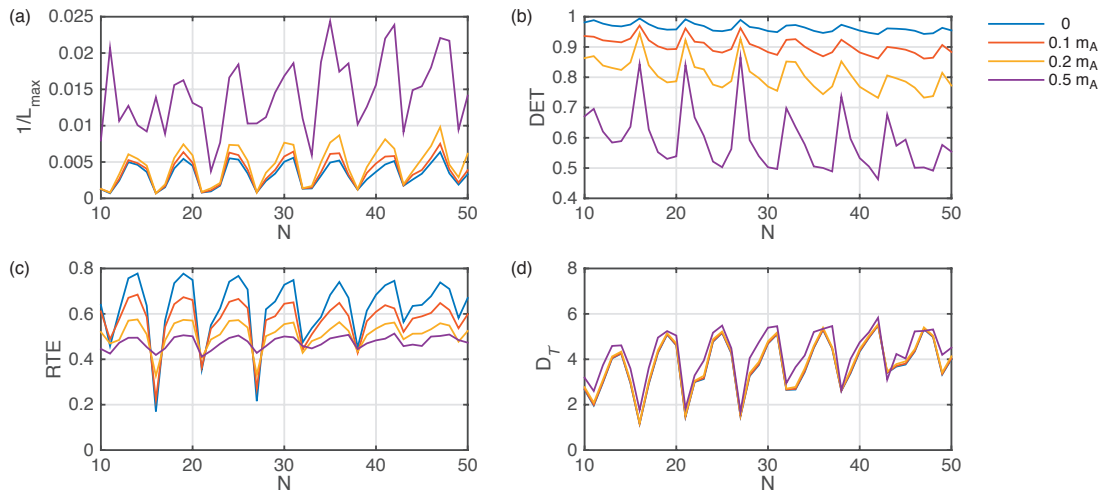 (a)
0.025
0.02
0.015
0.01
0.005
0
1/L_max
10 20 30 40 50
N
(b)
1
0.9
0.8
0.7
0.6
0.5
0.4
DET
10 20 30 40 50
N
0
0.1 m_A
0.2 m_A
0.5 m_A
(c)
0.8
0.6
0.4
0.2
0
RTE
10 20 30 40 50
N
(d)
8
6
4
2
0
D_𝒯
10 20 30 40 50
N